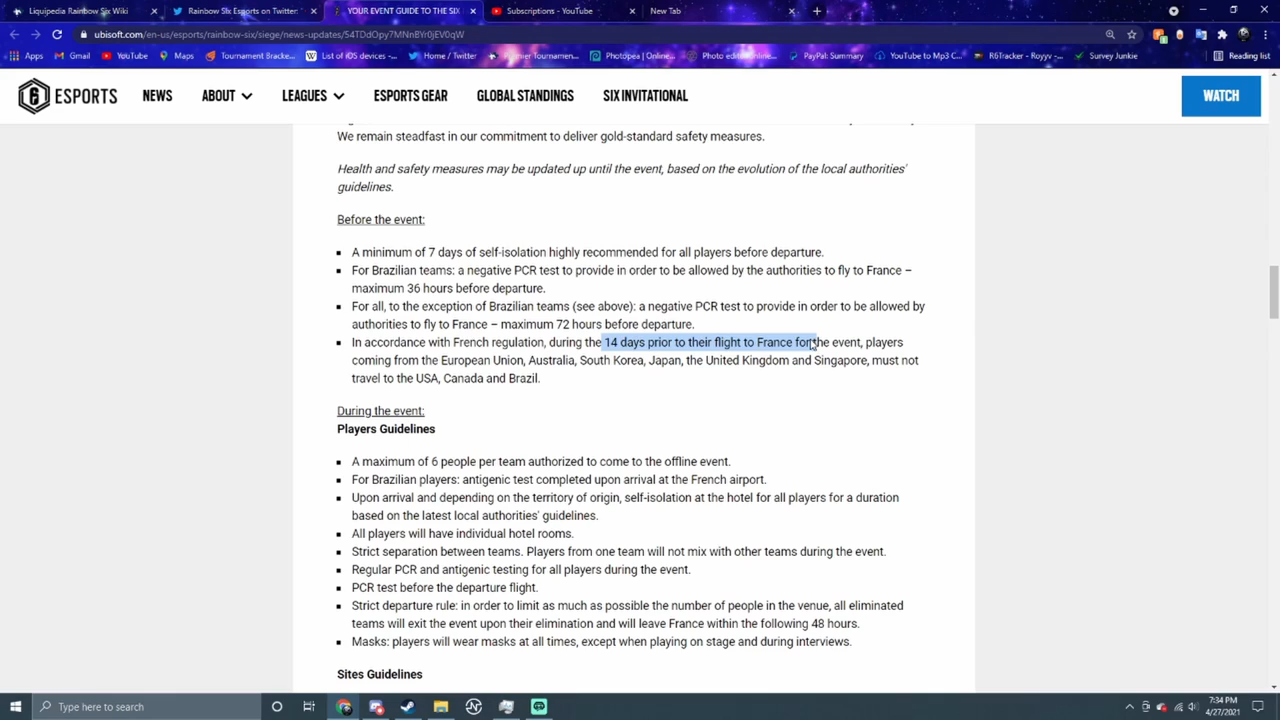 Liquipedia Rainbow Six Wiki
Rainbow Six Esports on Twitter:
YOUR EVENT GUIDE TO THE SIX
Subscriptions - YouTube
New Tab
ubisoft.com/en-us/esports/rainbow-six/siege/news-updates/54TDdOpy7MNnBYr0jEV0qW
Apps
Gmail
YouTube
Maps
Tournament Bracke...
List of iOS devices -...
Home / Twitter
Tournamen...
Photopea | Online...
Photo edit
PayPal: Summary
YouTube to Mp3 C...
R6Tracker - Royyv-...
Survey Junkie
Reading list
6 ESPORTS
NEWS
ABOUT
LEAGUES
ESPORTS GEAR
GLOBAL STANDINGS
SIX INVITATIONAL
WATCH
We remain steadfast in our commitment to deliver gold-standard safety measures.
Health and safety measures may be updated up until the event, based on the evolution of the local authorities'
guidelines.
Before the event:
▪ A minimum of 7 days of self-isolation highly recommended for all players before departure.
▪ For Brazilian teams: a negative PCR test to provide in order to be allowed by the authorities to fly to France –
maximum 36 hours before departure.
▪ For all, to the exception of Brazilian teams (see above): a negative PCR test to provide in order to be allowed by
authorities to fly to France – maximum 72 hours before departure.
▪ In accordance with French regulation, during the 14 days prior to their flight to France for the event, players
coming from the European Union, Australia, South Korea, Japan, the United Kingdom and Singapore, must not
travel to the USA, Canada and Brazil.
During the event:
Players Guidelines
▪ A maximum of 6 people per team authorized to come to the offline event.
▪ For Brazilian players: antigenic test completed upon arrival at the French airport.
▪ Upon arrival and depending on the territory of origin, self-isolation at the hotel for all players for a duration
based on the latest local authorities' guidelines.
▪ All players will have individual hotel rooms.
▪ Strict separation between teams. Players from one team will not mix with other teams during the event.
▪ Regular PCR and antigenic testing for all players during the event.
▪ PCR test before the departure flight.
▪ Strict departure rule: in order to limit as much as possible the number of people in the venue, all eliminated
teams will exit the event upon their elimination and will leave France within the following 48 hours.
▪ Masks: players will wear masks at all times, except when playing on stage and during interviews.
Sites Guidelines
Type here to search
7:34 PM
4/27/2021